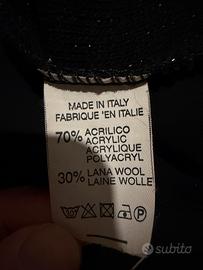 MADE IN ITALY
FABRIQUE 'EN ITALIE
70% ACRILICO
ACRYLIC
ACRYLIQUE
POLYACRYL
30% LANA WOOL
LAINE WOLLE
P
subito